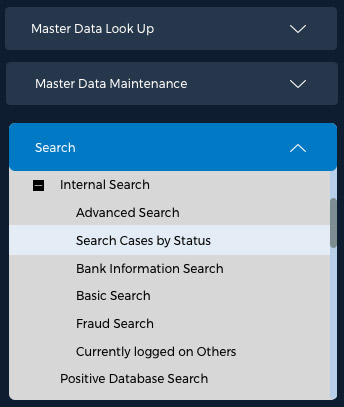 Master Data Look Up
Master Data Maintenance
Search
Internal Search
Advanced Search
Search Cases by Status
Bank Information Search
Basic Search
Fraud Search
Currently logged on Others
Positive Database Search